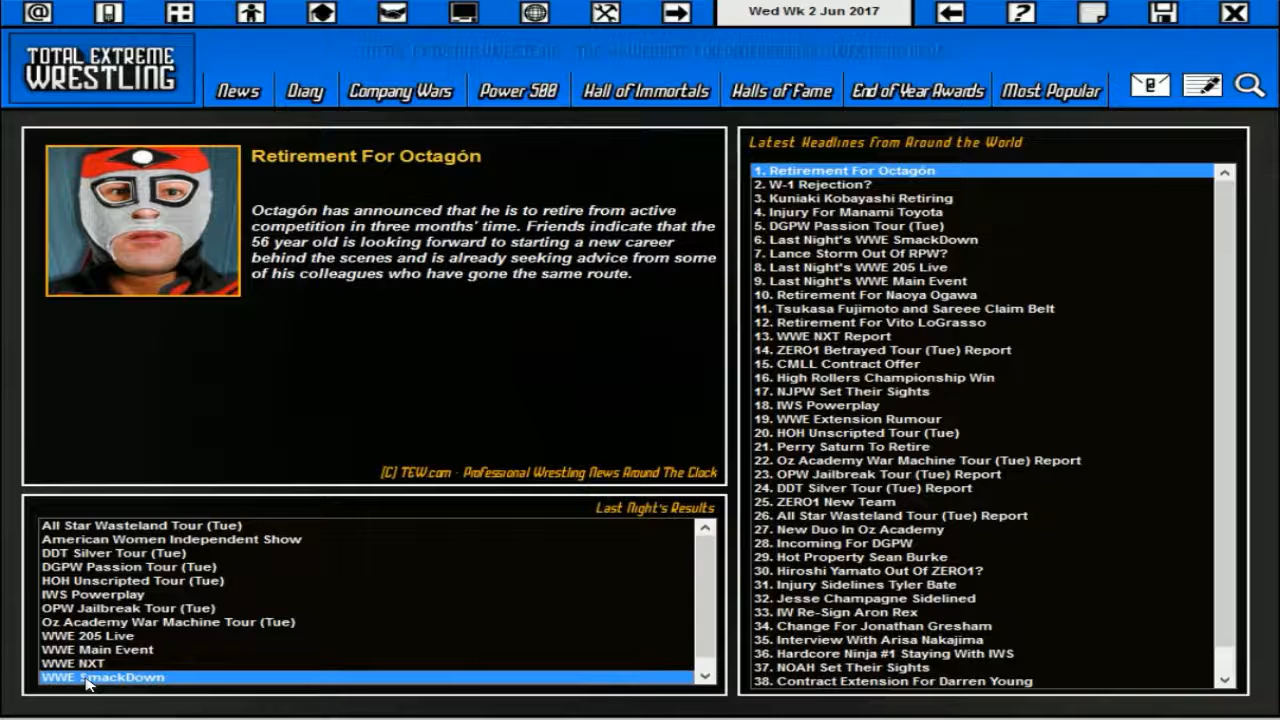 Wed Wk 2 Jun 2017
TOTAL EXTREME
WRESTLING
News
Diary
Company Wars
Power 500
Hall of Immortals
Halls of Fame
End of Year Awards
Most Popular
Retirement For Octagón
Octagón has announced that he is to retire from active
competition in three months' time. Friends indicate that the
56 year old is looking forward to starting a new career
behind the scenes and is already seeking advice from some
of his colleagues who have gone the same route.
(C) TEW.com - Professional Wrestling News Around The Clock
Last Night's Results
All Star Wasteland Tour (Tue)
American Women Independent Show
DDT Silver Tour (Tue)
DGPW Passion Tour (Tue)
HOH Unscripted Tour (Tue)
IWS Powerplay
OPW Jailbreak Tour (Tue)
Oz Academy War Machine Tour (Tue)
WWE 205 Live
WWE Main Event
WWE NXT
WWE SmackDown
Latest Headlines From Around the World
1. Retirement For Octagón
2. W-1 Rejection?
3. Kuniaki Kobayashi Retiring
4. Injury For Manami Toyota
5. DGPW Passion Tour (Tue)
6. Last Night's WWE SmackDown
7. Lance Storm Out Of RPW?
8. Last Night's WWE 205 Live
9. Last Night's WWE Main Event
10. Retirement For Naoya Ogawa
11. Tsukasa Fujimoto and Sareee Claim Belt
12. Retirement For Vito LoGrasso
13. WWE NXT Report
14. ZERO1 Betrayed Tour (Tue) Report
15. CMLL Contract Offer
16. High Rollers Championship Win
17. NJPW Set Their Sights
18. IWS Powerplay
19. WWE Extension Rumour
20. HOH Unscripted Tour (Tue)
21. Perry Saturn To Retire
22. Oz Academy War Machine Tour (Tue) Report
23. OPW Jailbreak Tour (Tue) Report
24. DDT Silver Tour (Tue) Report
25. ZERO1 New Team
26. All Star Wasteland Tour (Tue) Report
27. New Duo In Oz Academy
28. Incoming For DGPW
29. Hot Property Sean Burke
30. Hiroshi Yamato Out Of ZERO1?
31. Injury Sidelines Tyler Bate
32. Jesse Champagne Sidelined
33. IW Re-Sign Aron Rex
34. Change For Jonathan Gresham
35. Interview With Arisa Nakajima
36. Hardcore Ninja #1 Staying With IWS
37. NOAH Set Their Sights
38. Contract Extension For Darren Young